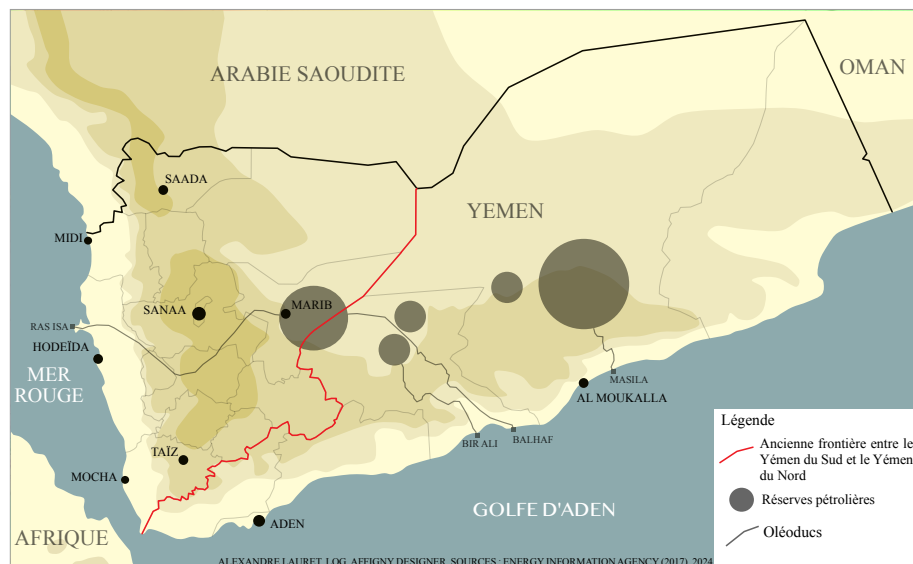 ARABIE SAOUDITE
OMAN
SAADA
YEMEN
MIDI
SANAA
MARIB
RAS ISA
HODEÏDA
MER
ROUGE
MASILA
AL MOUKALLA
BIR ALI
BALHAF
TAÏZ
MOCHA
GOLFE D'ADEN
ADEN
AFRIQUE
Légende
Ancienne frontière entre le
Yémen du Sud et le Yémen
du Nord
Réserves pétrolières
Oléoducs
ALEXANDRE LAURET, LOG. AFFIGNY DESIGNER, SOURCES : ENERGY INFORMATION AGENCY (2017), 2024